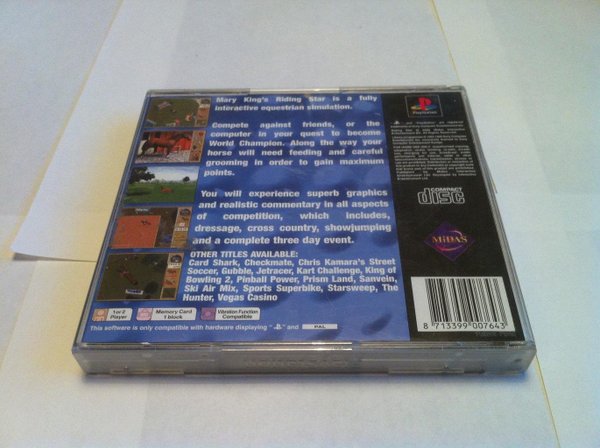 Mary King's Riding Star is a fully
interactive equestrian simulation.
Compete against friends, or the
computer in your quest to become
World Champion. Along the way your
horse will need feeding and careful
grooming in order to gain maximum
points.
You will experience superb graphics
and realistic commentary in all aspects
of competition, which includes,
dressage, cross country, showjumping
and a complete three day event.
OTHER TITLES AVAILABLE:
Card Shark, Checkmate, Chris Kamara's Street
Soccer, Gubble, Jetracer, Kart Challenge, King of
Bowling 2, Pinball Power, Prism Land, Sanvein,
Ski Air Mix, Sports Superbike, Starsweep, The
Hunter, Vegas Casino
1 or 2
Player
Memory Card
1 block
Vibration Function
Compatible
This software is only compatible with hardware displaying and PAL
PlayStation
COMPACT
disc
MiDAS
8 713399 007643